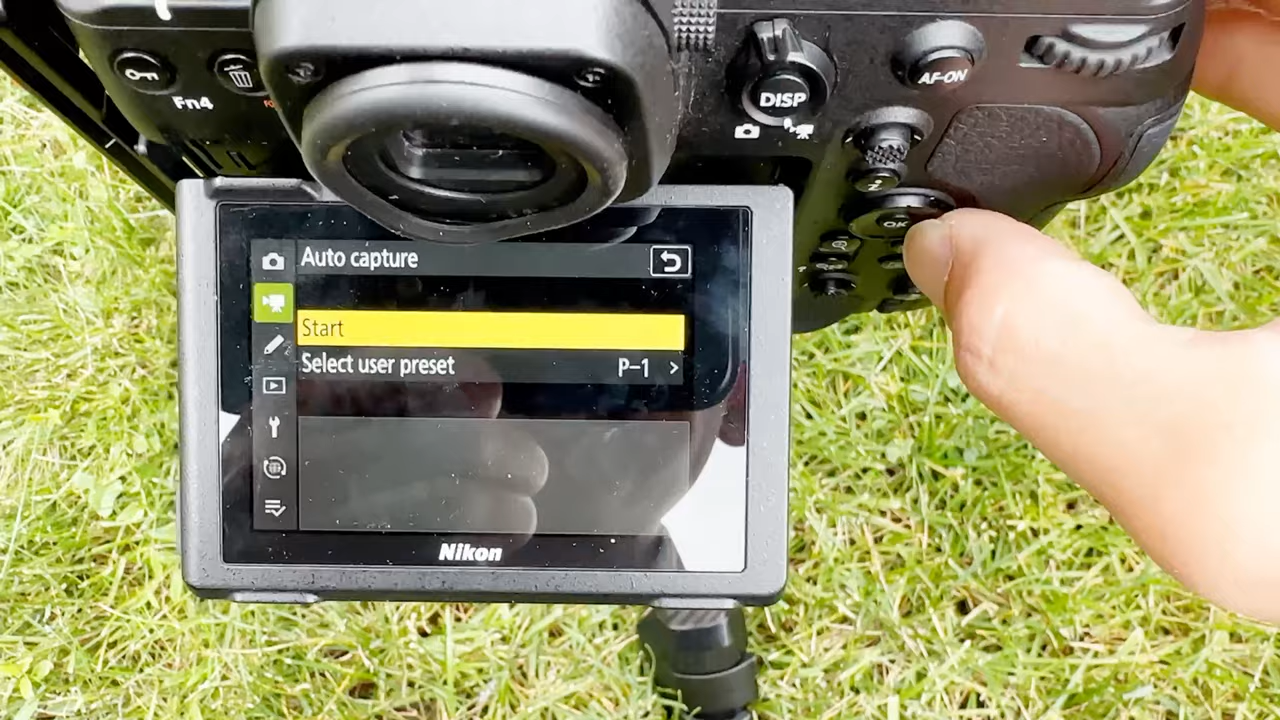 Fn4
DISP
AF-ON
OK
i
Auto capture
Start
Select user preset P-1 >
Nikon